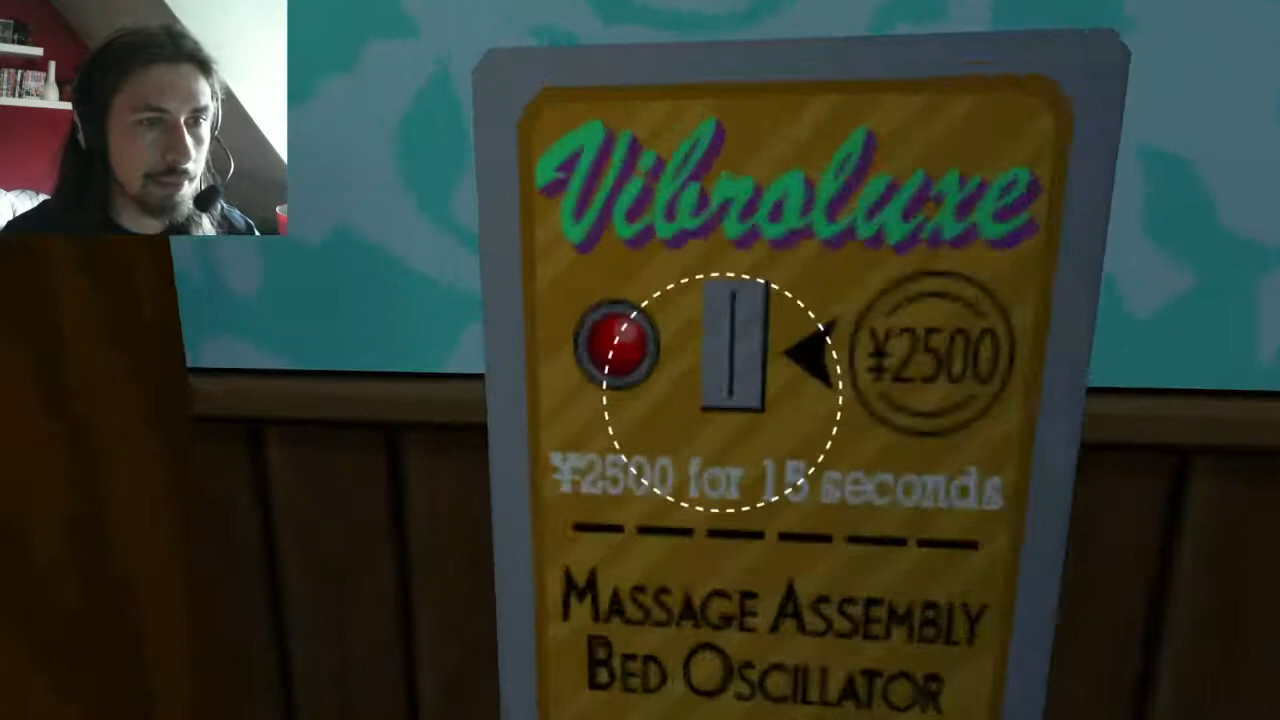 Vibroluxe
¥2500
¥2500 for 15 seconds
MASSAGE ASSEMBLY
BED OSCILLATOR